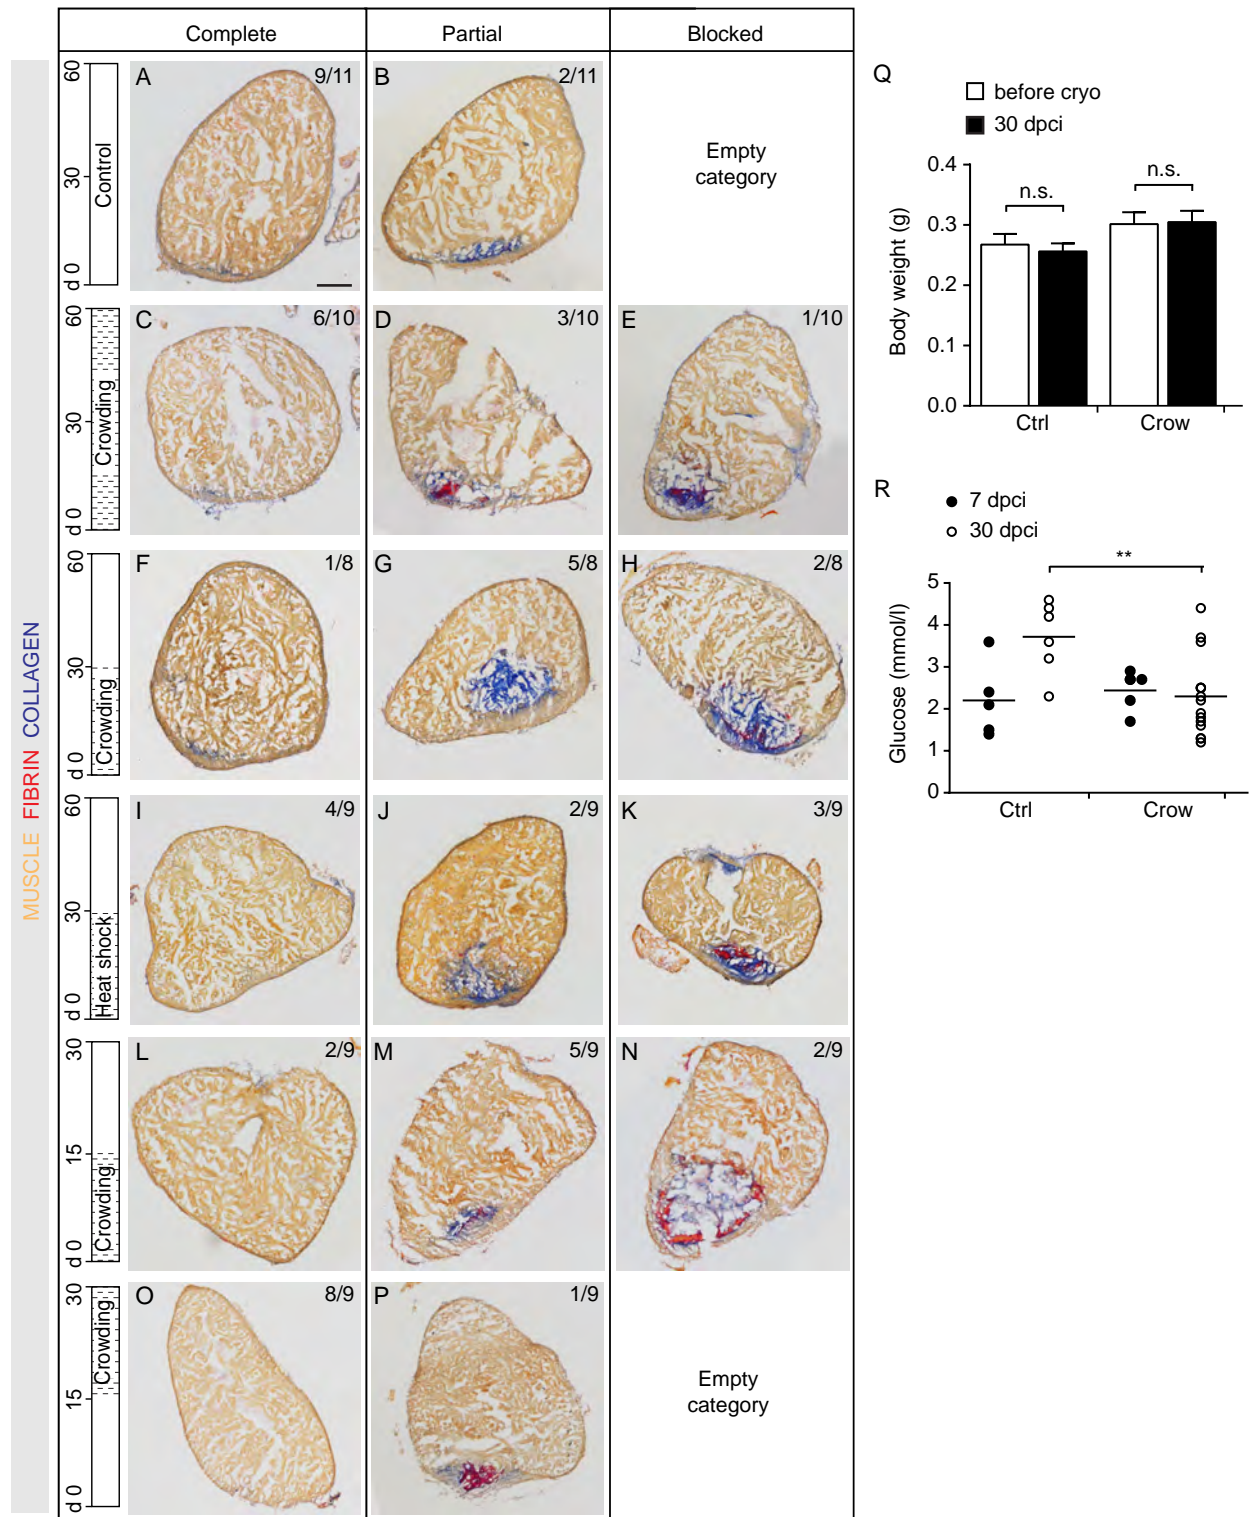 Complete Partial Blocked
MUSCLE FIBRIN COLLAGEN
60
30
d 0
Control
A 9/11
B 2/11
Empty
category
60
30
d 0
Crowding
C 6/10
D 3/10
E 1/10
60
30
d 0
Crowding
F 1/8
G 5/8
H 2/8
60
30
d 0
Heat shock
I 4/9
J 2/9
K 3/9
30
15
d 0
Crowding
L 2/9
M 5/9
N 2/9
30
15
d 0
Crowding
O 8/9
P 1/9
Empty
category
Q
before cryo
30 dpci
Body weight (g)
0.4
0.3
0.2
0.1
0.0
n.s.
n.s.
Ctrl Crow
R
7 dpci
30 dpci
**
Glucose (mmol/l)
5
4
3
2
1
0
Ctrl Crow